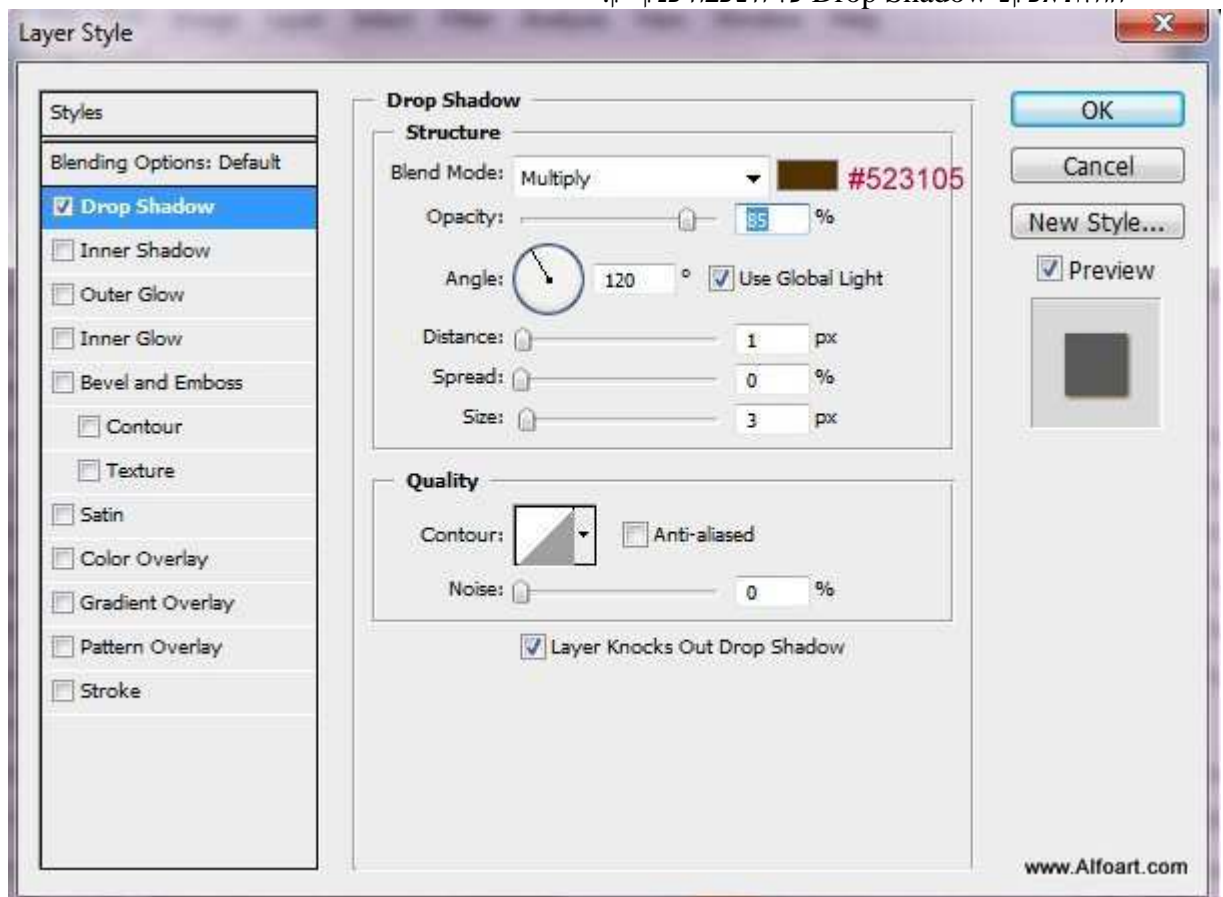 Drop Shadow
Layer Style
Styles
Blending Options: Default
Drop Shadow
Inner Shadow
Outer Glow
Inner Glow
Bevel and Emboss
Contour
Texture
Satin
Color Overlay
Gradient Overlay
Pattern Overlay
Stroke
Drop Shadow
Structure
Blend Mode: Multiply #523105
Opacity: 85 %
Angle: 120 ° Use Global Light
Distance: 1 px
Spread: 0 %
Size: 3 px
Quality
Contour: Anti-aliased
Noise: 0 %
Layer Knocks Out Drop Shadow
OK
Cancel
New Style...
Preview
www.Alfoart.com